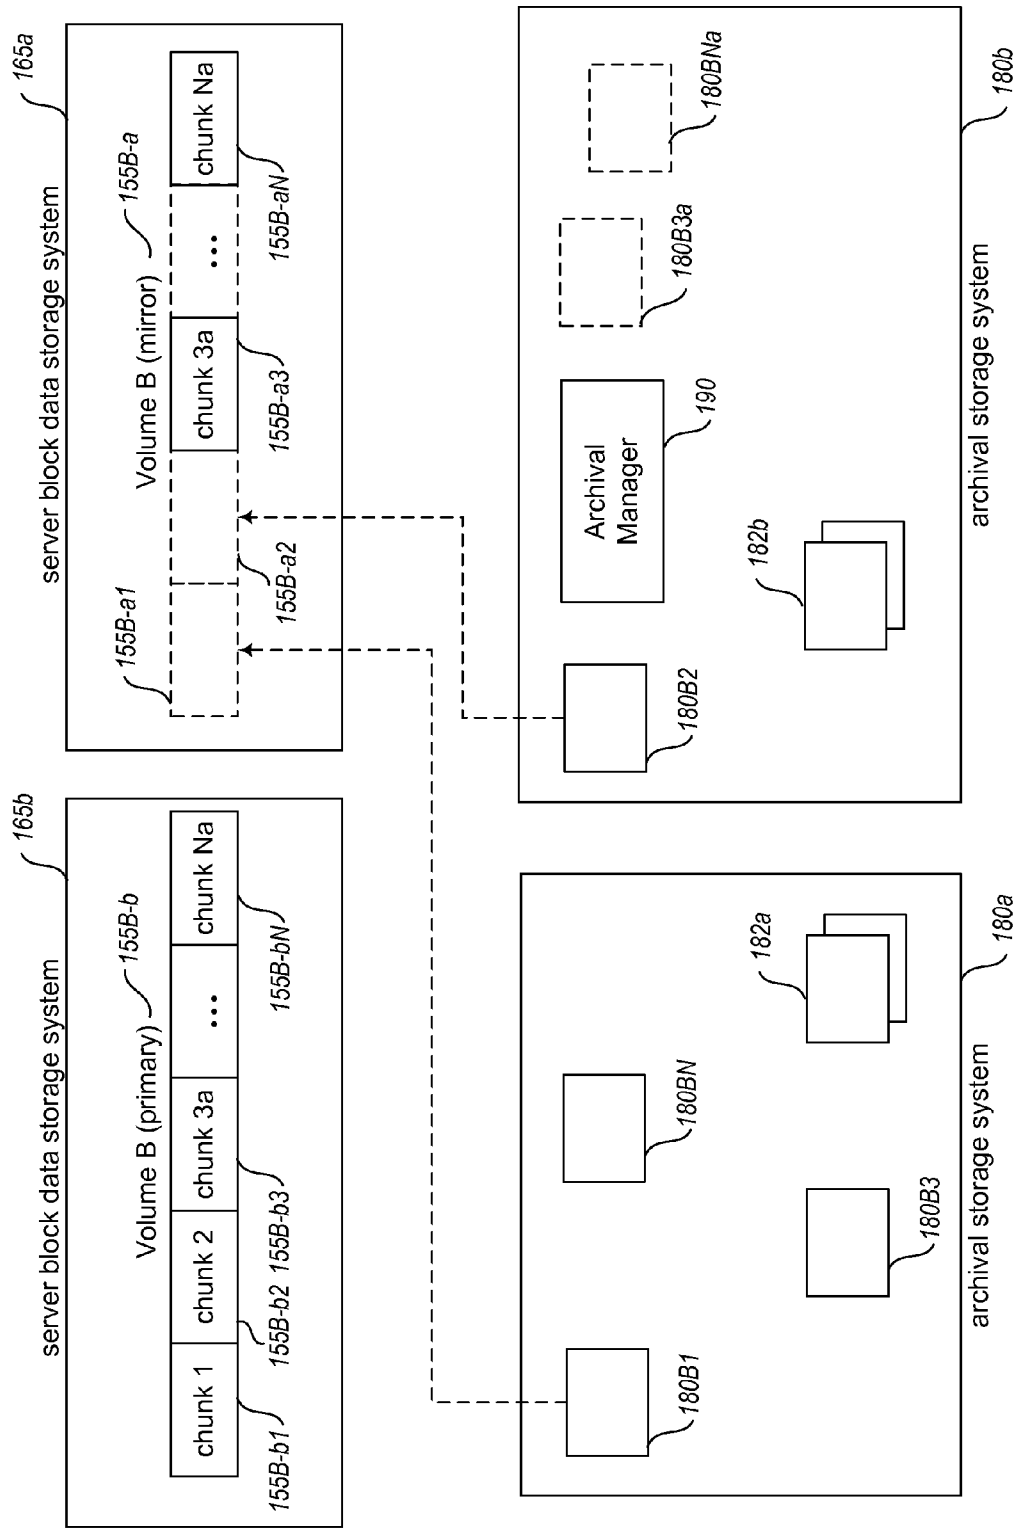 server block data storage system
165b
Volume B (primary)
155B-b
chunk 1
chunk 2
chunk 3a
...
chunk Na
155B-b1
155B-b2
155B-b3
155B-bN
server block data storage system
165a
Volume B (mirror)
155B-a
155B-a1
chunk 3a
...
chunk Na
155B-a2
155B-a3
155B-aN
180B1
180BN
180B3
182a
archival storage system
180a
180B2
Archival
Manager
190
180B3a
180BNa
182b
archival storage system
180b